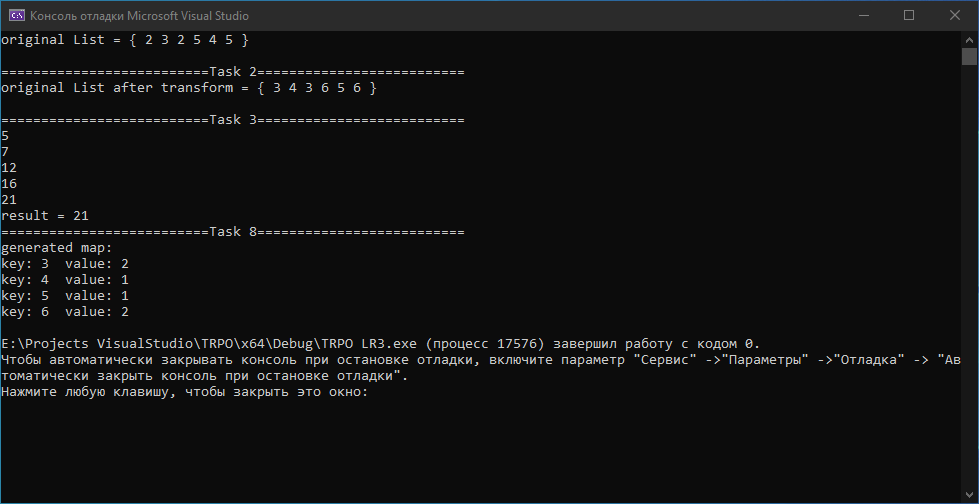 Консоль отладки Microsoft Visual Studio
original List = { 2 3 2 5 4 5 }
==========================Task 2==========================
original List after transform = { 3 4 3 6 5 6 }
==========================Task 3==========================
5
7
12
16
21
result = 21
==========================Task 8==========================
generated map:
key: 3  value: 2
key: 4  value: 1
key: 5  value: 1
key: 6  value: 2
E:\Projects VisualStudio\TRPO\x64\Debug\TRPO LR3.exe (процесс 17576) завершил работу с кодом 0.
Чтобы автоматически закрывать консоль при остановке отладки, включите параметр "Сервис" ->"Параметры" ->"Отладка" -> "Ав
томатически закрыть консоль при остановке отладки".
Нажмите любую клавишу, чтобы закрыть это окно: